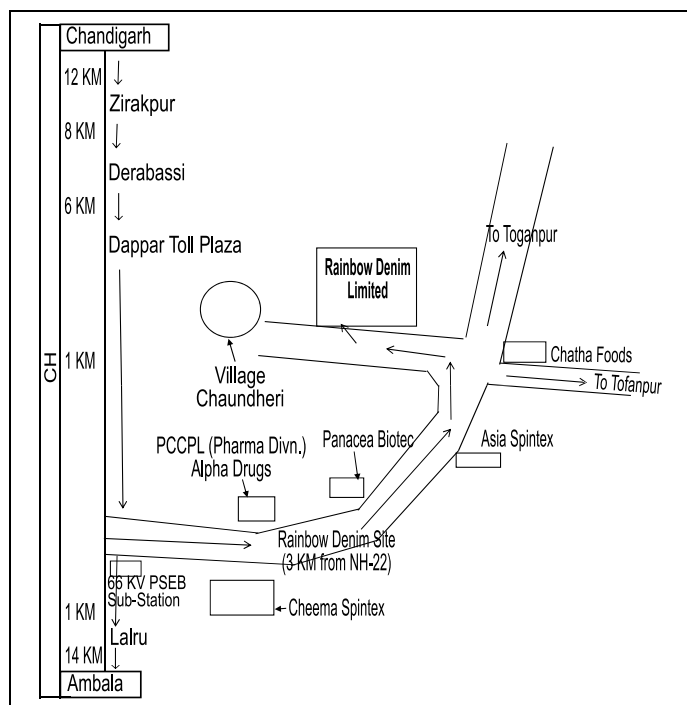 Chandigarh
12 KM
Zirakpur
8 KM
Derabassi
6 KM
Dappar Toll Plaza
To Toganpur
Rainbow Denim
Limited
CH
1 KM
Village
Chaundheri
Chatha Foods
To Tofanpur
PCCPL (Pharma Divn.)
Alpha Drugs
Panacea Biotec
Asia Spintex
Rainbow Denim Site
(3 KM from NH-22)
66 KV PSEB
Sub-Station
1 KM
Cheema Spintex
Lalru
14 KM
Ambala